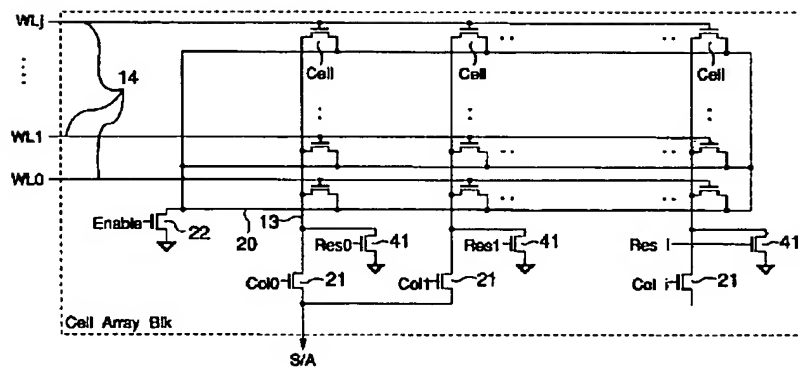 WLj
14
Cell Cell Cell
WL1
WL0
Enable 22 20 13
Res0 41 Res1 41 Res i 41
Col0 21 Col1 21 Col i 21
Cell Array Blk
S/A